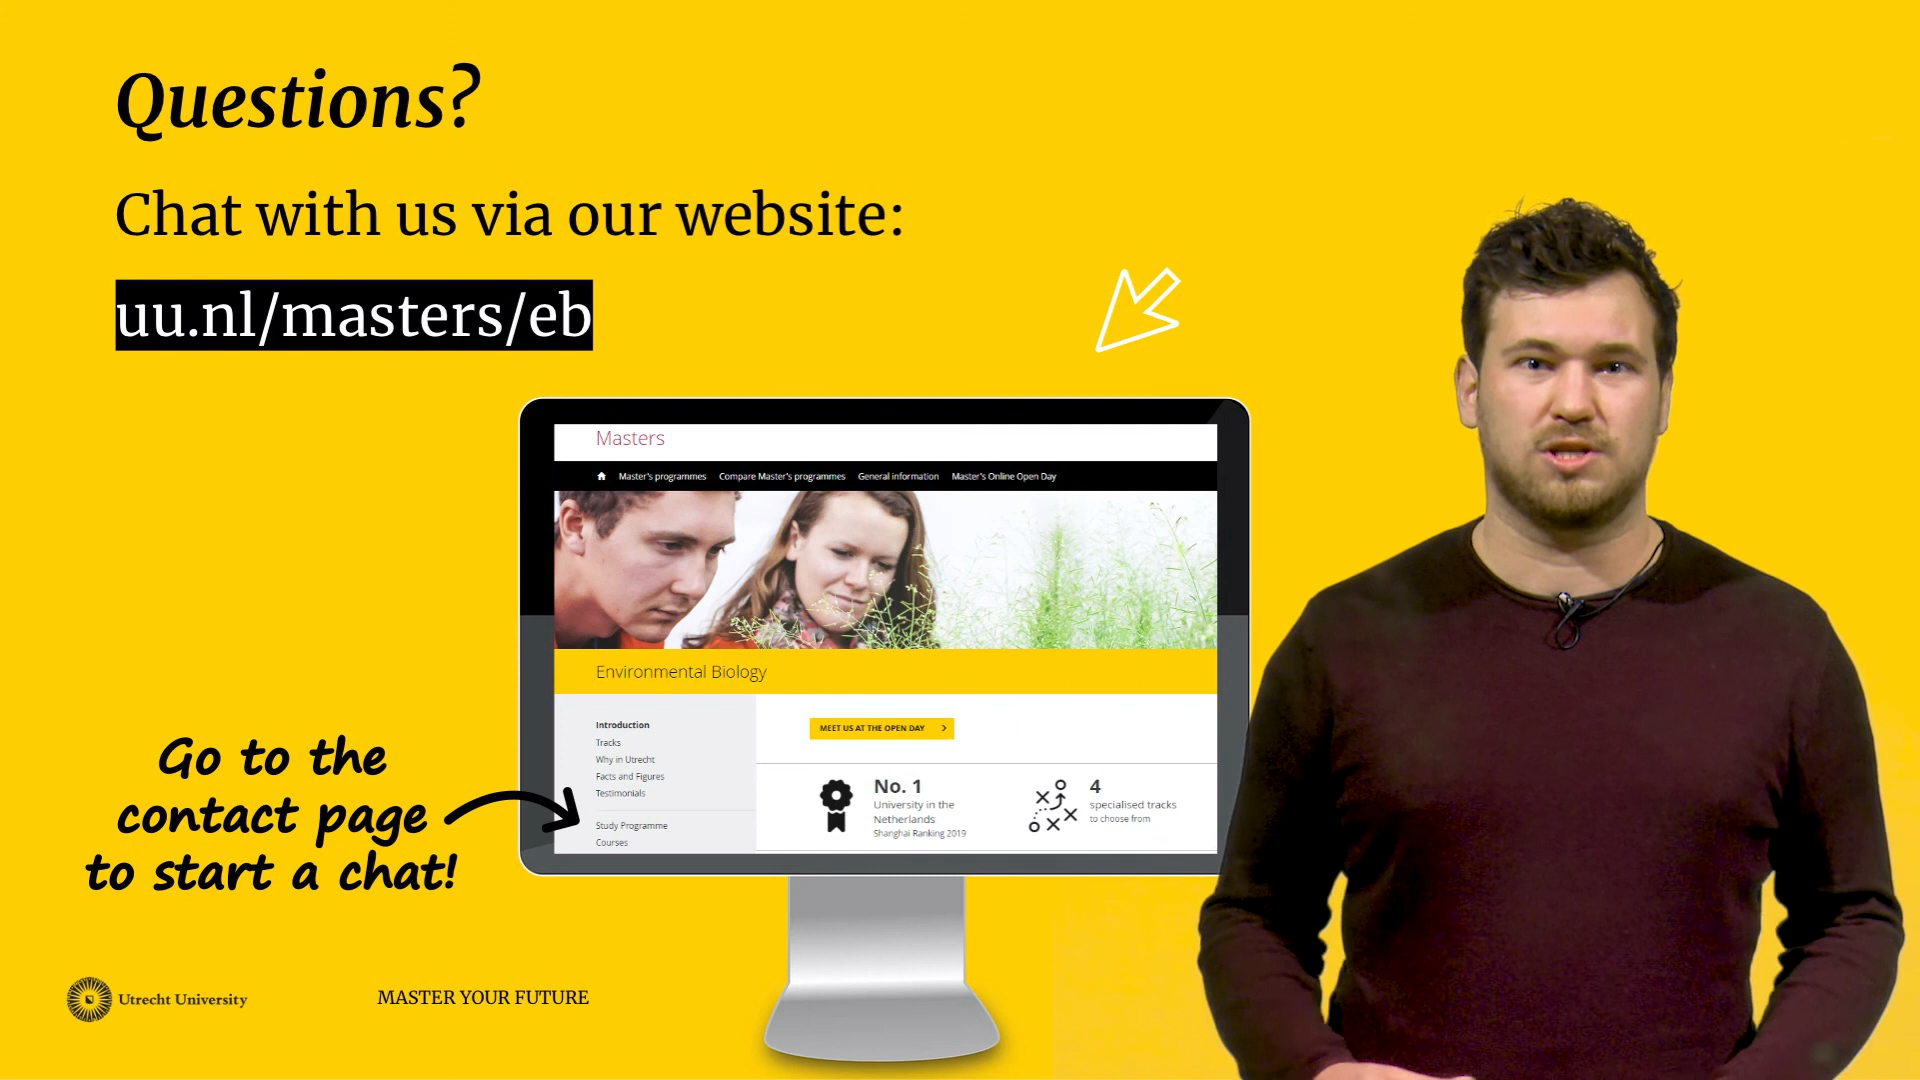 Questions?
Chat with us via our website:
uu.nl/masters/eb
Masters
Master's programmes Compare Master's programmes General information Master's Online Open Day
Environmental Biology
Introduction
Tracks
Why in Utrecht
Facts and Figures
Testimonials
Study Programme
Courses
MEET US AT THE OPEN DAY >
No. 1
University in the
Netherlands
Shanghai Ranking 2019
4
specialised tracks
to choose from
Go to the
contact page
to start a chat!
Utrecht University
MASTER YOUR FUTURE